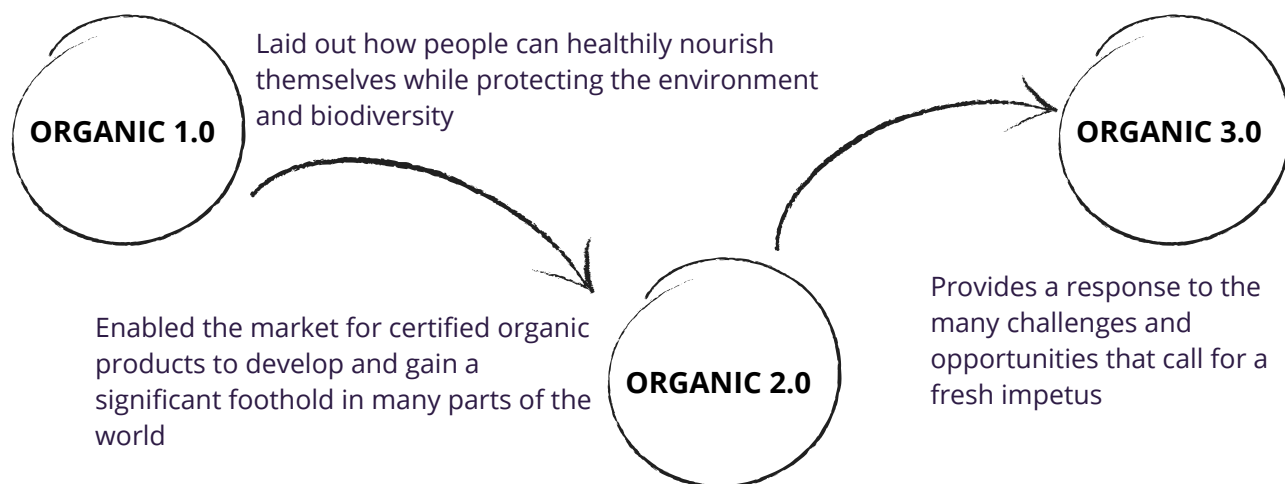 ORGANIC 1.0
Laid out how people can healthily nourish
themselves while protecting the environment
and biodiversity
Enabled the market for certified organic
products to develop and gain a
significant foothold in many parts of the
world
ORGANIC 2.0
ORGANIC 3.0
Provides a response to the
many challenges and
opportunities that call for a
fresh impetus